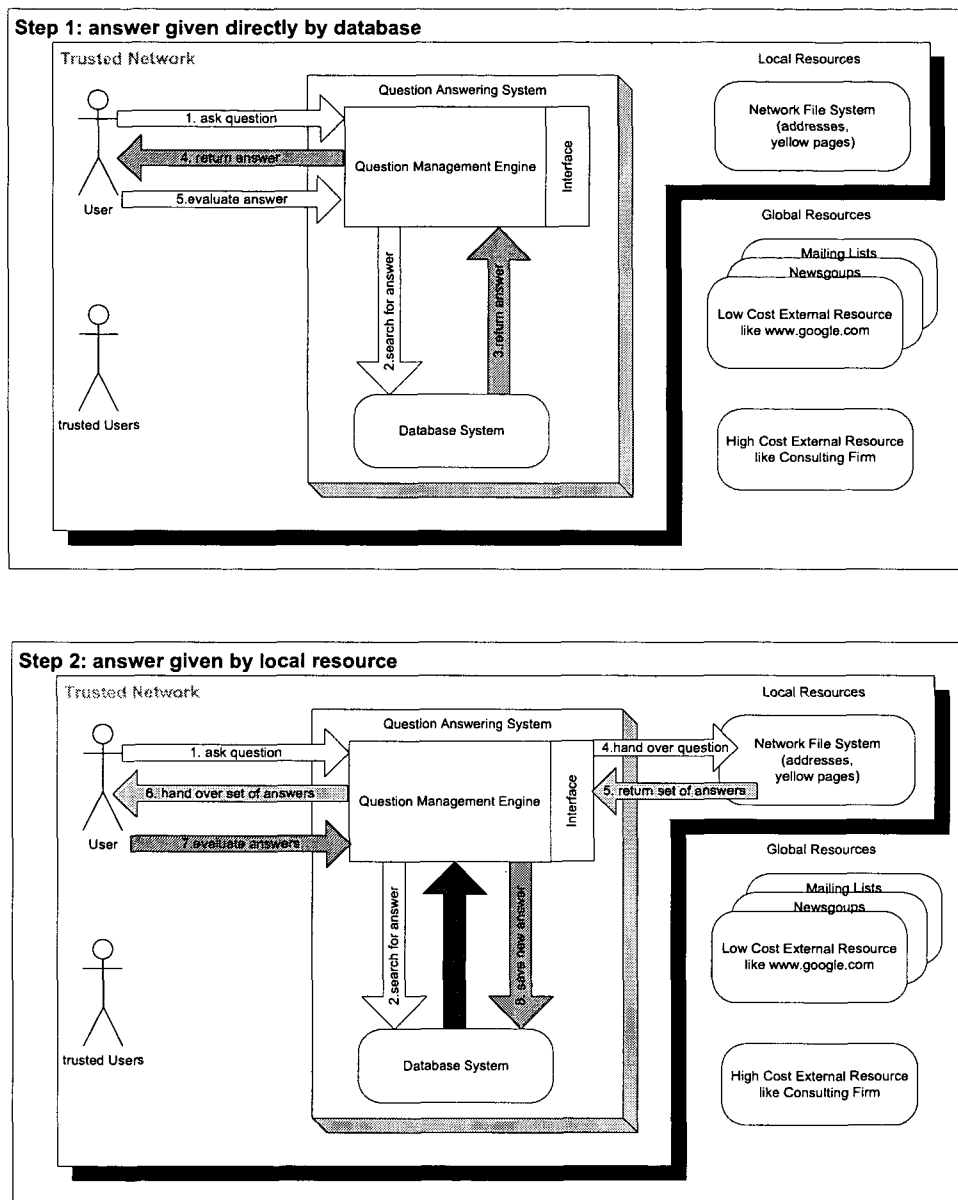 Step 1: answer given directly by database
Trusted Network
Local Resources
Question Answering System
Network File System
(addresses,
yellow pages)
1. ask question
4. return answer
Question Management Engine
Interface
5.evaluate answer
User
Global Resources
Mailing Lists
Newsgoups
Low Cost External Resource
like www.google.com
2.search for answer
3.return answer
trusted Users
Database System
High Cost External Resource
like Consulting Firm
Step 2: answer given by local resource
Trusted Network
Local Resources
Question Answering System
1. ask question
4.hand over question
Network File System
(addresses,
yellow pages)
6. hand over set of answers
Question Management Engine
Interface
5. return set of answers
User
7.evaluate answers
Global Resources
Mailing Lists
Newsgoups
Low Cost External Resource
like www.google.com
2.search for answer
8. save new answer
trusted Users
Database System
High Cost External Resource
like Consulting Firm